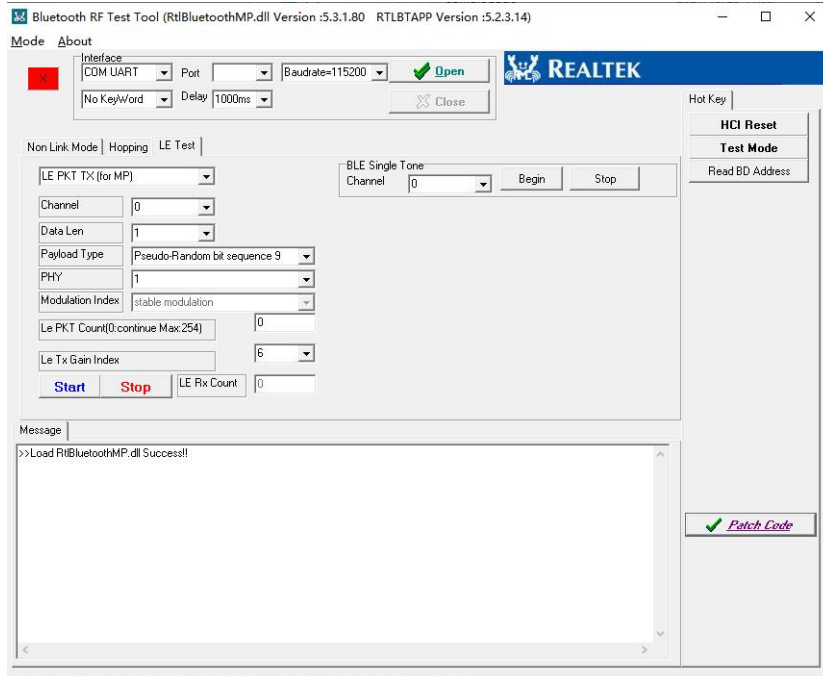 Bluetooth RF Test Tool (RtlBluetoothMP.dll Version :5.3.1.80 RTLBTAPP Version :5.2.3.14)
Mode About
Interface
COM UART Port Baudrate=115200 Open
X
No KeyWord Delay 1000ms Close
REALTEK
Hot Key
HCI Reset
Test Mode
Read BD Address
Non Link Mode Hopping LE Test
LE PKT TX (for MP)
BLE Single Tone
Channel 0 Begin Stop
Channel 0
Data Len 1
Payload Type Pseudo-Random bit sequence 9
PHY 1
Modulation Index stable modulation
Le PKT Count(0:continue Max:254) 0
Le Tx Gain Index 6
Start Stop LE Rx Count 0
Message
>>Load RtlBluetoothMP.dll Success!!
Patch Code